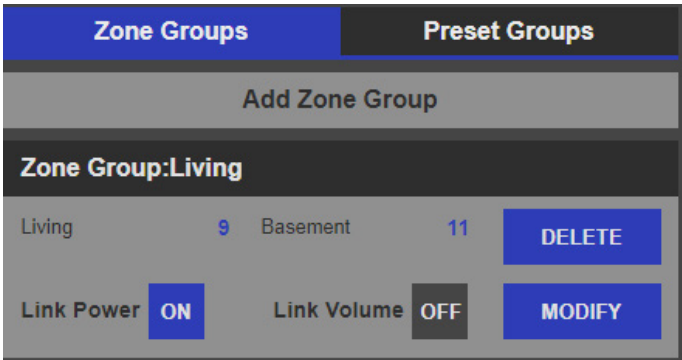 Zone Groups Preset Groups
Add Zone Group
Zone Group:Living
Living 9 Basement 11 DELETE
Link Power ON Link Volume OFF MODIFY